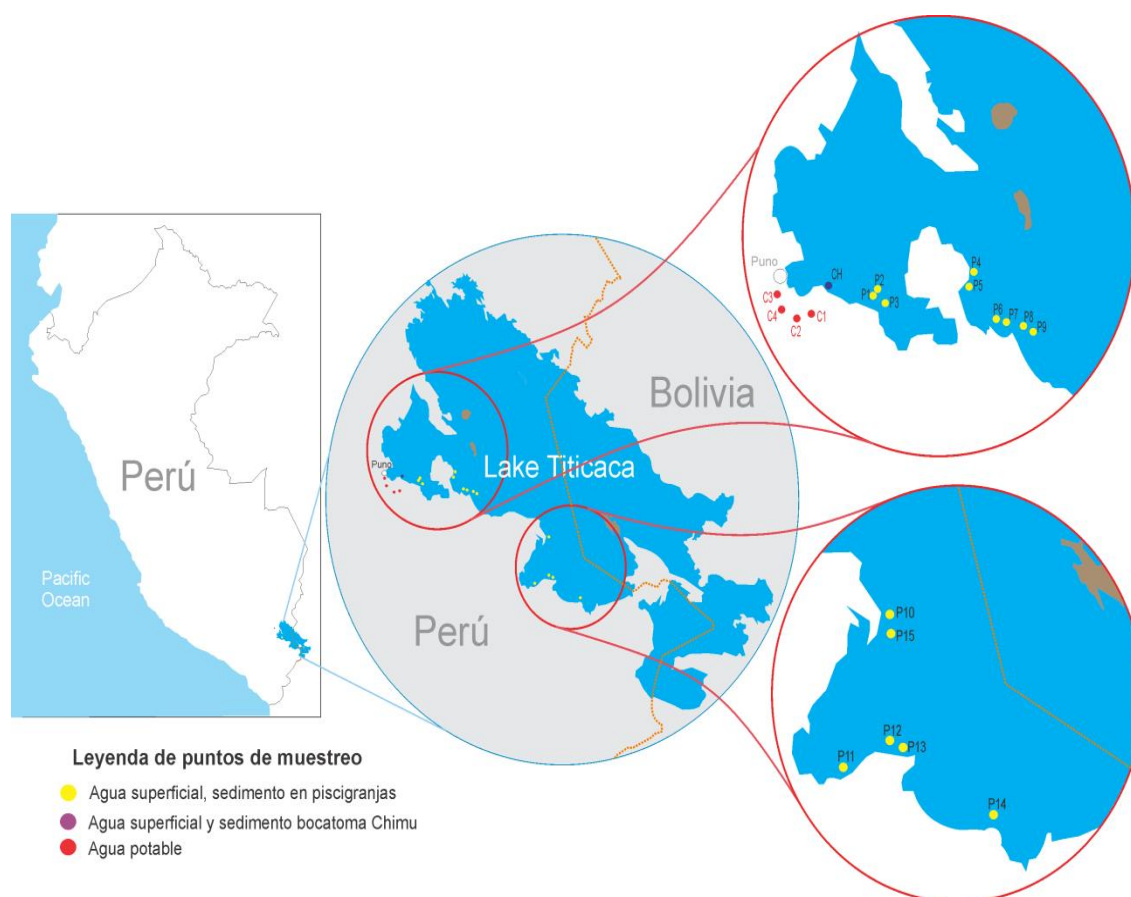 Perú
Pacific
Ocean
Puno
Bolivia
Lake Titicaca
Perú
Puno
CH
P2
P1
P3
P4
P5
P6
P7
P8
P9
C3
C4
C2
C1
P10
P15
P12
P13
P11
P14
Leyenda de puntos de muestreo
Agua superficial, sedimento en piscigranjas
Agua superficial y sedimento bocatoma Chimu
Agua potable